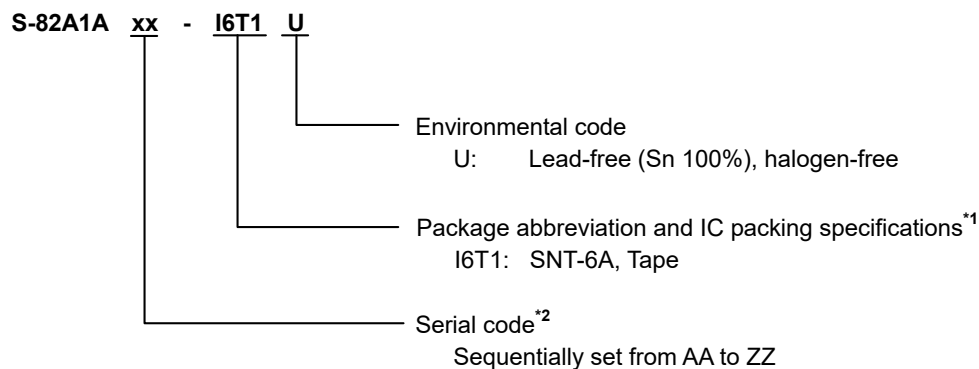 S-82A1A xx - I6T1 U
Environmental code
U: Lead-free (Sn 100%), halogen-free
Package abbreviation and IC packing specifications*1
I6T1: SNT-6A, Tape
Serial code*2
Sequentially set from AA to ZZ